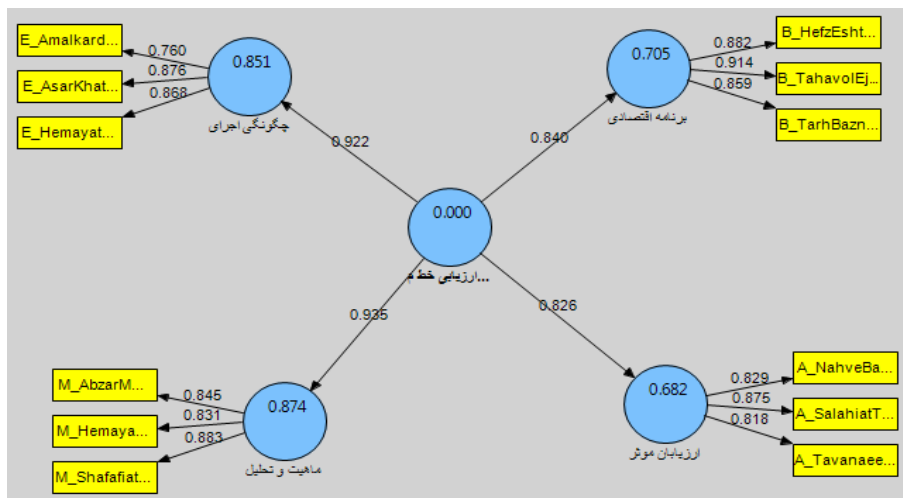 E_Amalkard...
0.760
0.876
0.868
E_AsarKhat...
E_Hemayat...
0.851
چگونگی اجرای
0.922
0.705
برنامه اقتصادی
0.840
0.882
0.914
0.859
B_HefzEsht...
B_TahavolEj...
B_TarhBazn...
0.000
ارزیابی خط م...
0.935
0.826
M_AbzarM...
M_Hemaya...
M_Shafafiat...
0.845
0.831
0.883
0.874
ماهیت و تحلیل
0.682
ارزیابان موثر
0.829
0.875
0.818
A_NahveBa...
A_SalahiatT...
A_Tavanaee...